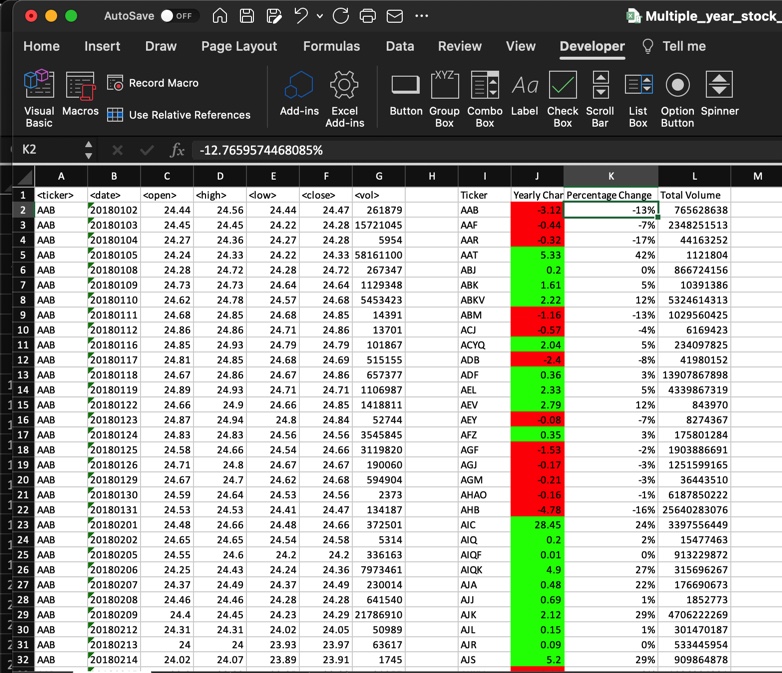 AutoSave OFF Multiple_year_stock_
Home Insert Draw Page Layout Formulas Data Review View Developer Tell me
Visual Basic Macros Record Macro Use Relative References Add-ins Excel Add-ins Button Group Box Combo Box Label Check Box Scroll Bar List Box Option Button Spinner
K2 fx -12.7659574468085%
A B C D E F G H I J K L M
1 <ticker> <date> <open> <high> <low> <close> <vol> Ticker Yearly Char Percentage Change Total Volume
2 AAB 20180102 24.44 24.56 24.44 24.47 261879 AAB -3.12 -13% 765628638
3 AAB 20180103 24.45 24.45 24.22 24.28 15721045 AAF -0.44 -7% 2348251513
4 AAB 20180104 24.27 24.36 24.27 24.28 5954 AAR -0.32 -17% 44163252
5 AAB 20180105 24.24 24.33 24.22 24.33 58161100 AAT 5.33 42% 1121804
6 AAB 20180108 24.28 24.72 24.28 24.72 267347 ABJ 0.2 0% 866724156
7 AAB 20180109 24.73 24.73 24.64 24.64 1129348 ABK 1.61 5% 10391386
8 AAB 20180110 24.62 24.78 24.57 24.68 5453423 ABKV 2.22 12% 5324614313
9 AAB 20180111 24.68 24.85 24.68 24.85 14391 ABM -1.16 -13% 1029560425
10 AAB 20180112 24.86 24.86 24.71 24.86 13701 ACJ -0.57 -4% 6169423
11 AAB 20180116 24.85 24.93 24.79 24.79 101867 ACYQ 2.04 5% 234097825
12 AAB 20180117 24.81 24.85 24.68 24.69 515155 ADB -2.4 -8% 41980152
13 AAB 20180118 24.67 24.86 24.67 24.86 657377 ADF 0.36 3% 13907867898
14 AAB 20180119 24.89 24.93 24.71 24.71 1106987 AEL 2.33 5% 4339867319
15 AAB 20180122 24.66 24.9 24.66 24.85 1418811 AEV 2.79 12% 843970
16 AAB 20180123 24.87 24.94 24.8 24.84 52744 AEY -0.08 -7% 8274367
17 AAB 20180124 24.83 24.83 24.56 24.56 3545845 AFZ 0.35 3% 175801284
18 AAB 20180125 24.58 24.66 24.54 24.66 3119820 AGF -1.53 -2% 1903886691
19 AAB 20180126 24.71 24.8 24.67 24.67 190060 AGJ -0.17 -3% 1251599165
20 AAB 20180129 24.67 24.7 24.62 24.68 594904 AGM -0.21 -3% 36443510
21 AAB 20180130 24.59 24.64 24.53 24.56 2373 AHAO -0.16 -1% 6187850222
22 AAB 20180131 24.53 24.53 24.41 24.47 134187 AHB -4.78 -16% 25640283076
23 AAB 20180201 24.48 24.66 24.48 24.66 372501 AIC 28.45 24% 3397556449
24 AAB 20180202 24.65 24.65 24.54 24.58 5314 AIQ 0.2 2% 15477463
25 AAB 20180205 24.55 24.6 24.2 24.2 336163 AIQF 0.01 0% 913229872
26 AAB 20180206 24.25 24.43 24.24 24.36 7973461 AIQK 4.9 27% 315696267
27 AAB 20180207 24.37 24.49 24.37 24.49 230014 AJA 0.48 22% 176690673
28 AAB 20180208 24.46 24.46 24.28 24.28 641540 AJJ 0.69 1% 1852773
29 AAB 20180209 24.4 24.45 24.23 24.29 21786910 AJK 2.12 29% 4706222269
30 AAB 20180212 24.31 24.31 24.02 24.05 50989 AJL 0.15 1% 301470187
31 AAB 20180213 24 24 23.93 23.97 63617 AJR 0.09 0% 533445954
32 AAB 20180214 24.02 24.07 23.89 23.91 1745 AJS 5.2 29% 909864878